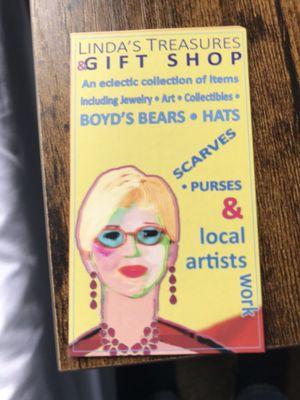 LINDA'S TREASURES
& GIFT SHOP
An eclectic collection of Items
Including Jewelry • Art • Collectibles •
BOYD'S BEARS • HATS
SCARVES
• PURSES
&
local
artists
work